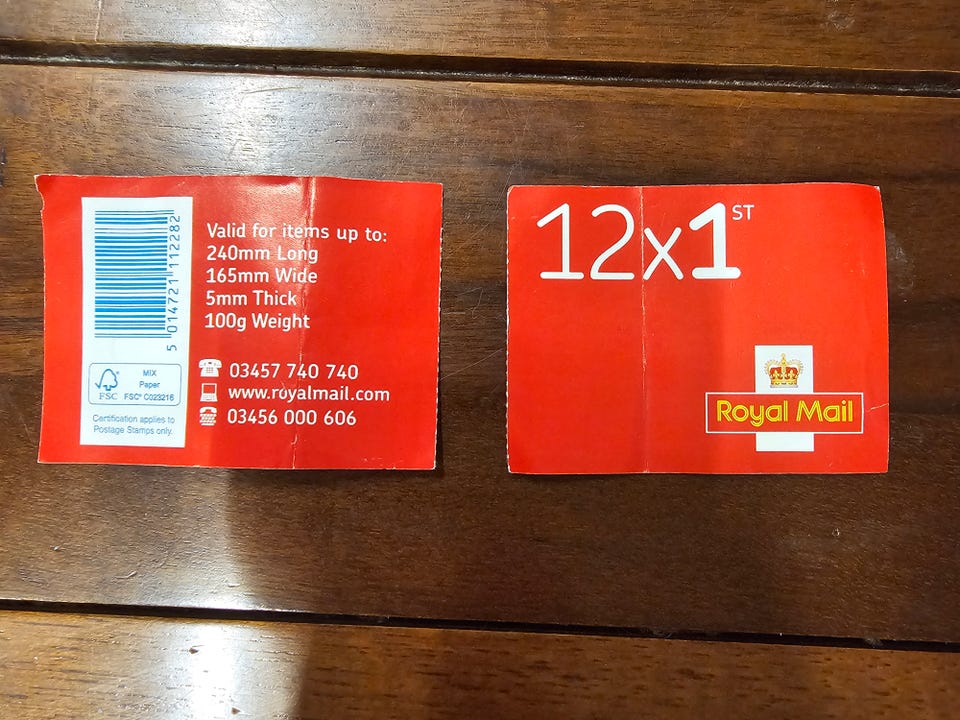 5 014721 112282
FSC
MIX
Paper
FSC® C023216
Certification applies to
Postage Stamps only.
Valid for items up to:
240mm Long
165mm Wide
5mm Thick
100g Weight
03457 740 740
www.royalmail.com
03456 000 606
12x1ST
Royal Mail